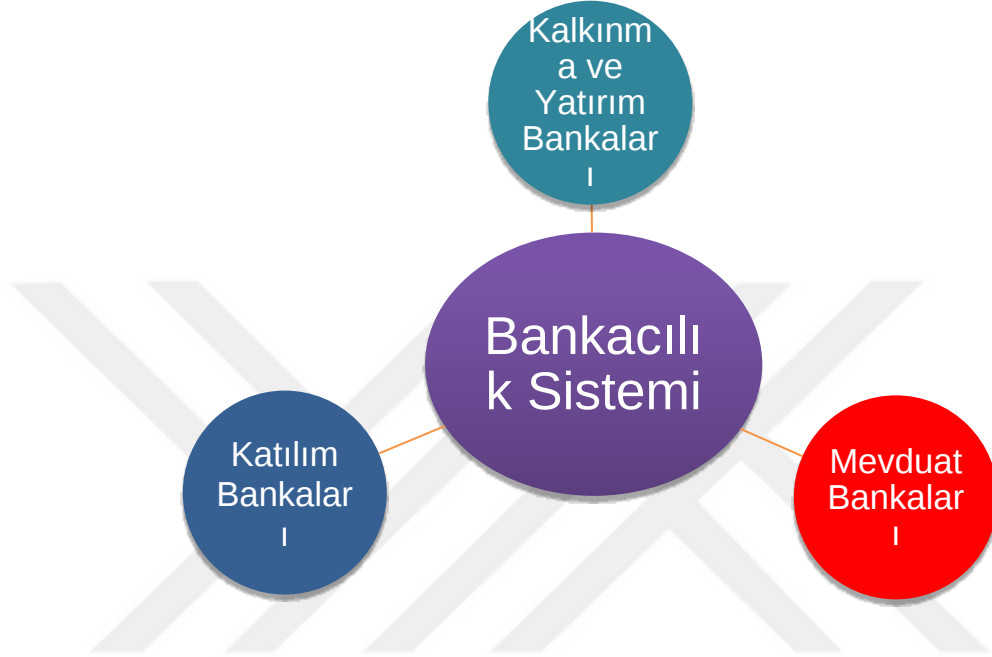 Kalkınm
a ve
Yatırım
Bankalar
ı
Bankacılı
k Sistemi
Katılım
Bankalar
ı
Mevduat
Bankalar
ı